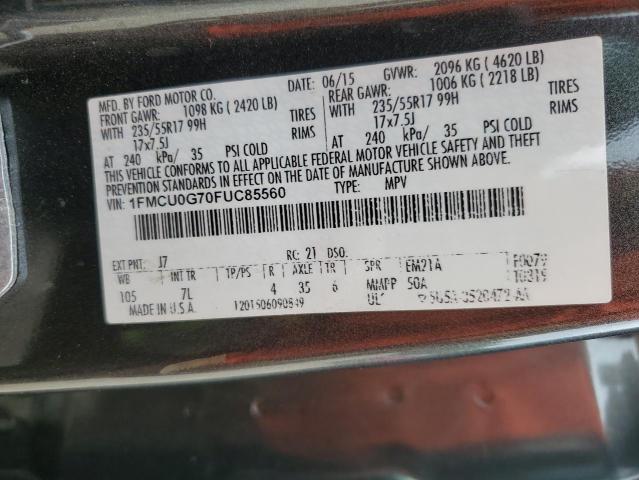 MFD. BY FORD MOTOR CO. DATE: 06/15 GVWR: 2096 KG ( 4620 LB)
FRONT GAWR: 1098 KG ( 2420 LB) REAR GAWR: 1006 KG ( 2218 LB)
WITH 235/55R17 99H TIRES WITH 235/55R17 99H TIRES
17x7.5J RIMS 17x7.5J RIMS
AT 240 kPa/ 35 PSI COLD AT 240 kPa/ 35 PSI COLD
THIS VEHICLE CONFORMS TO ALL APPLICABLE FEDERAL MOTOR VEHICLE SAFETY AND THEFT
PREVENTION STANDARDS IN EFFECT ON THE DATE OF MANUFACTURE SHOWN ABOVE.
VIN: 1FMCU0G70FUC85560 TYPE: MPV
EXT PNT: J7 RC: 21 DSO:
WB INT TR TP/PS R AXLE TR SPR EM21A F0079
105 7L 4 35 6 MMPP 50A 10319
MADE IN U.S.A. 1201506090849 UL